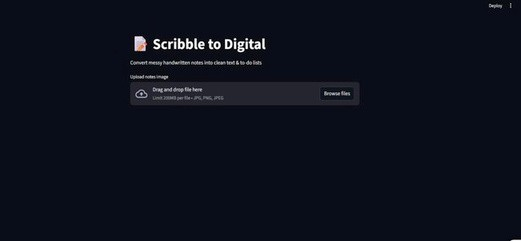 Deploy
Scribble to Digital
Convert messy handwritten notes into clean text & to-do lists
Upload notes image
Drag and drop file here
Limit 200MB per file • JPG, PNG, JPEG
Browse files